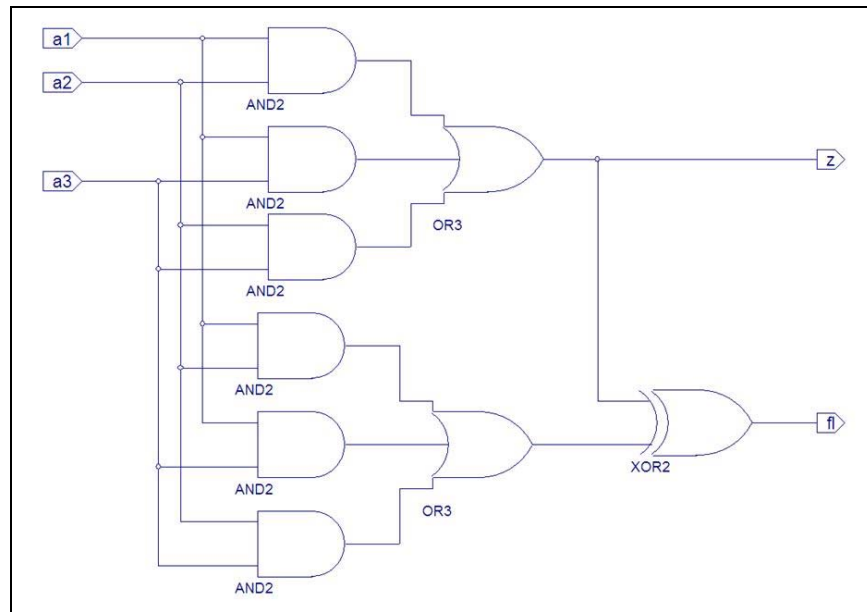 a1
a2
AND2
a3
z
AND2
OR3
AND2
AND2
fl
XOR2
AND2
OR3
AND2